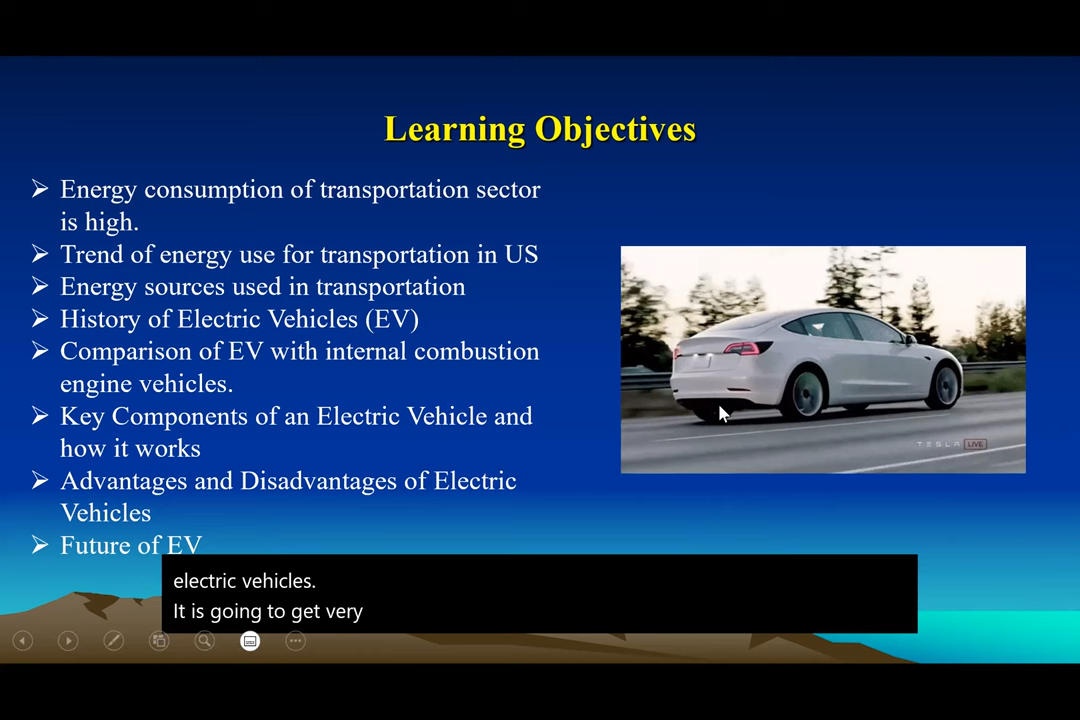 Learning Objectives
➢ Energy consumption of transportation sector
is high.
➢ Trend of energy use for transportation in US
➢ Energy sources used in transportation
➢ History of Electric Vehicles (EV)
➢ Comparison of EV with internal combustion
engine vehicles.
➢ Key Components of an Electric Vehicle and
how it works
➢ Advantages and Disadvantages of Electric
Vehicles
➢ Future of EV
TESLA LIVE
electric vehicles.
It is going to get very